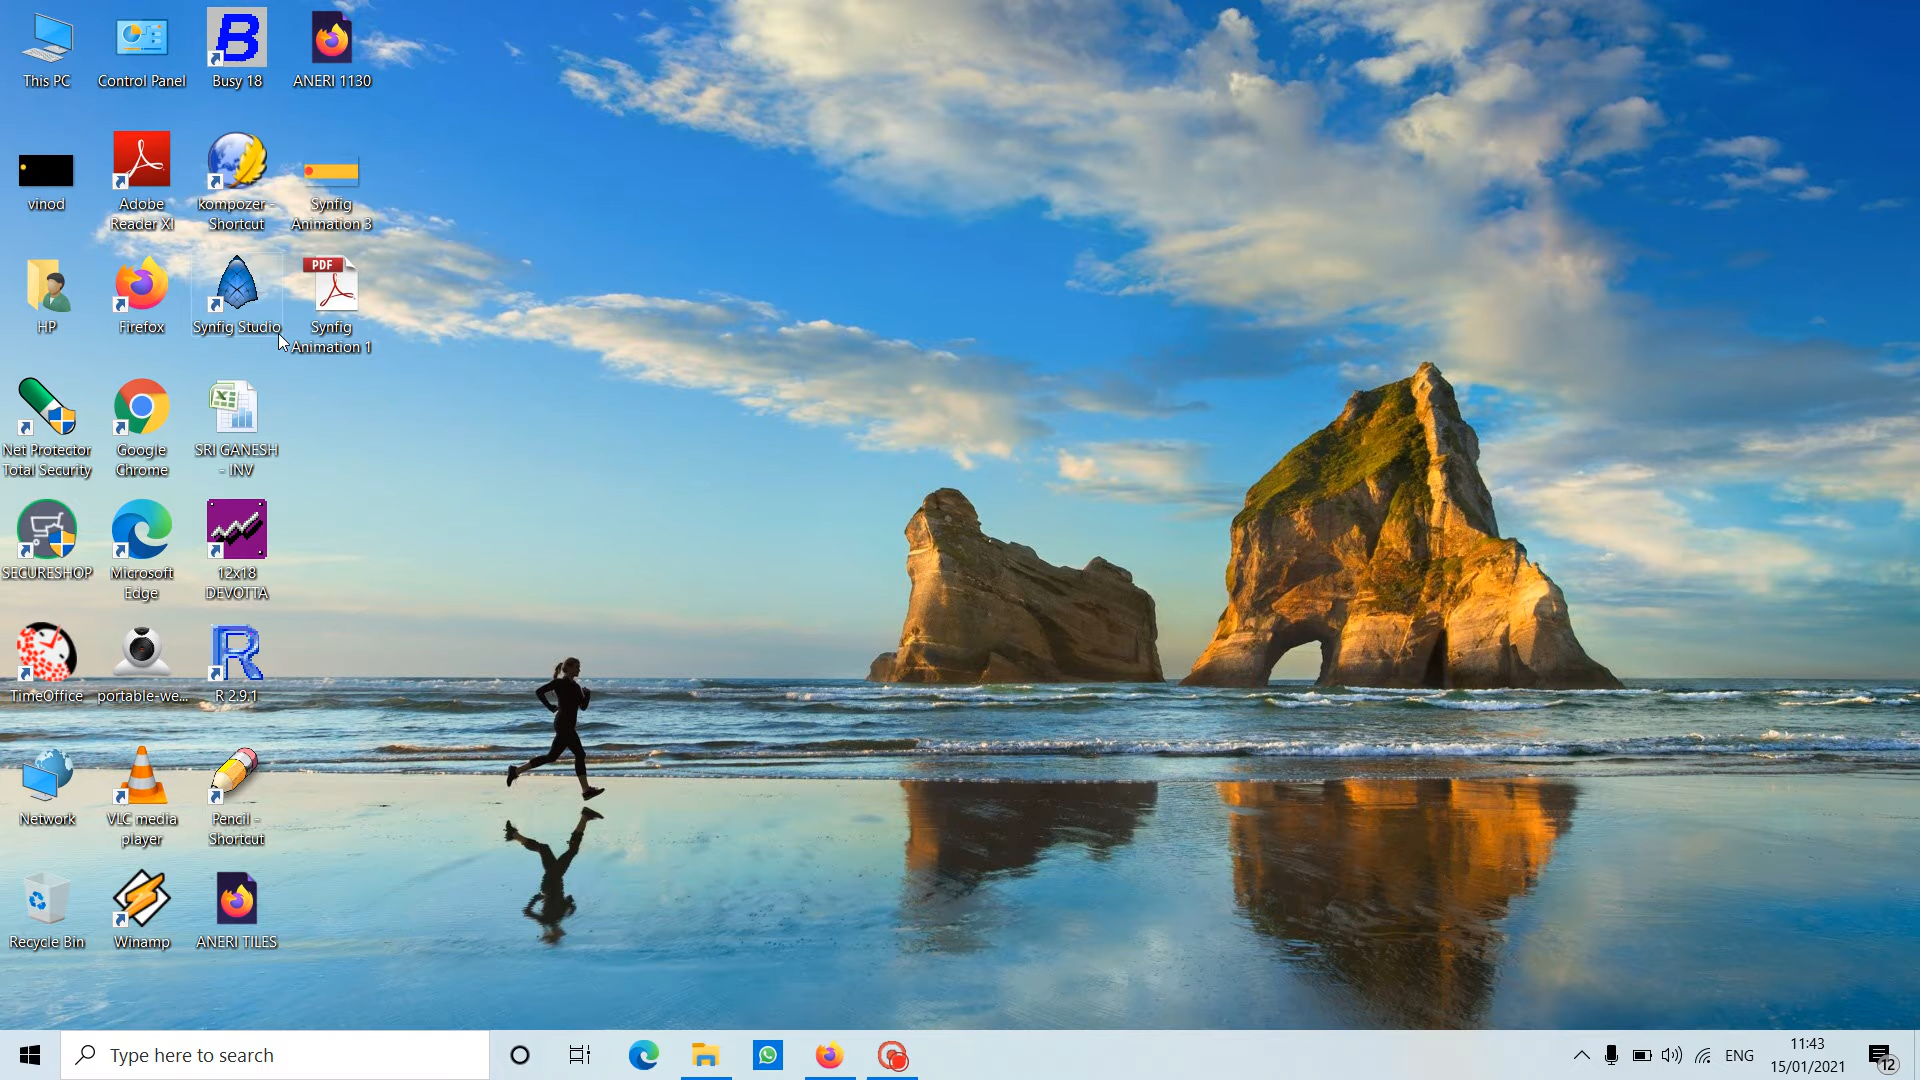 This PC
Control Panel
Busy 18
ANERI 1130
vinod
Adobe
Reader XI
kompozer -
Shortcut
Synfig
Animation 3
HP
Firefox
Synfig Studio
PDF
Synfig
Animation 1
Net Protector
Total Security
Google
Chrome
SRI GANESH
- INV
SECURESHOP
Microsoft
Edge
12x18
DEVOTTA
TimeOffice
portable-we...
R 2.9.1
Network
VLC media
player
Pencil -
Shortcut
Recycle Bin
Winamp
ANERI TILES
Type here to search
ENG
11:43
15/01/2021
12